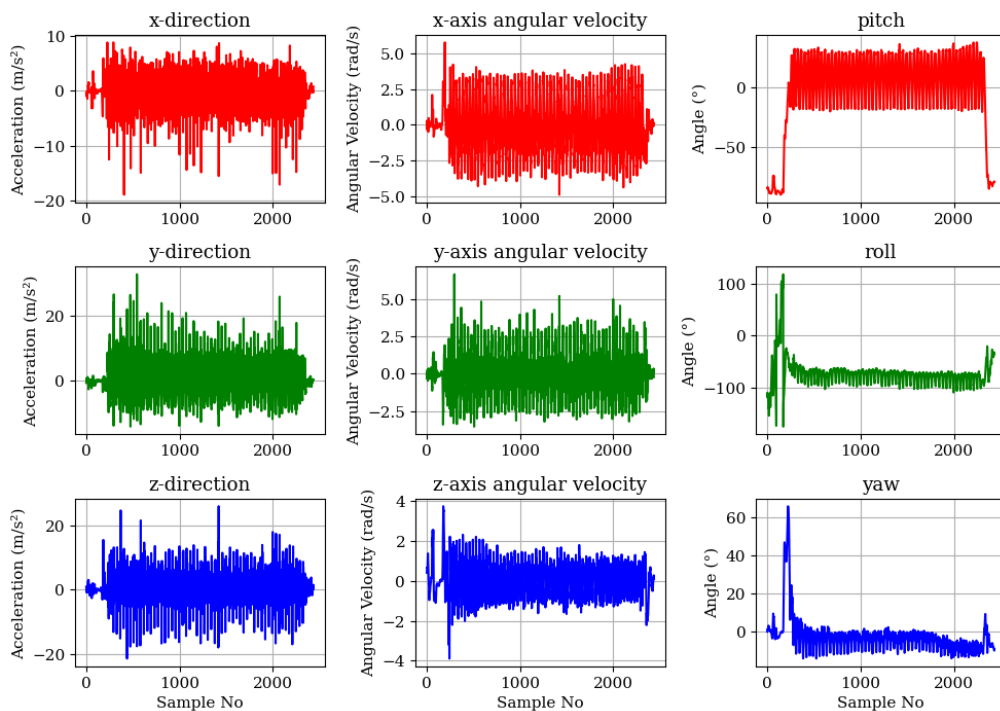 x-direction
Acceleration (m/s²)
10
0
−10
−20
0
1000
2000
x-axis angular velocity
Angular Velocity (rad/s)
5.0
2.5
0.0
−2.5
−5.0
0
1000
2000
pitch
Angle (°)
0
−50
0
1000
2000
y-direction
Acceleration (m/s²)
20
0
0
1000
2000
y-axis angular velocity
Angular Velocity (rad/s)
5.0
2.5
0.0
−2.5
0
1000
2000
roll
Angle (°)
100
0
−100
0
1000
2000
z-direction
Acceleration (m/s²)
20
0
−20
0
1000
2000
Sample No
z-axis angular velocity
Angular Velocity (rad/s)
4
2
0
−2
−4
0
1000
2000
Sample No
yaw
Angle (°)
60
40
20
0
0
1000
2000
Sample No